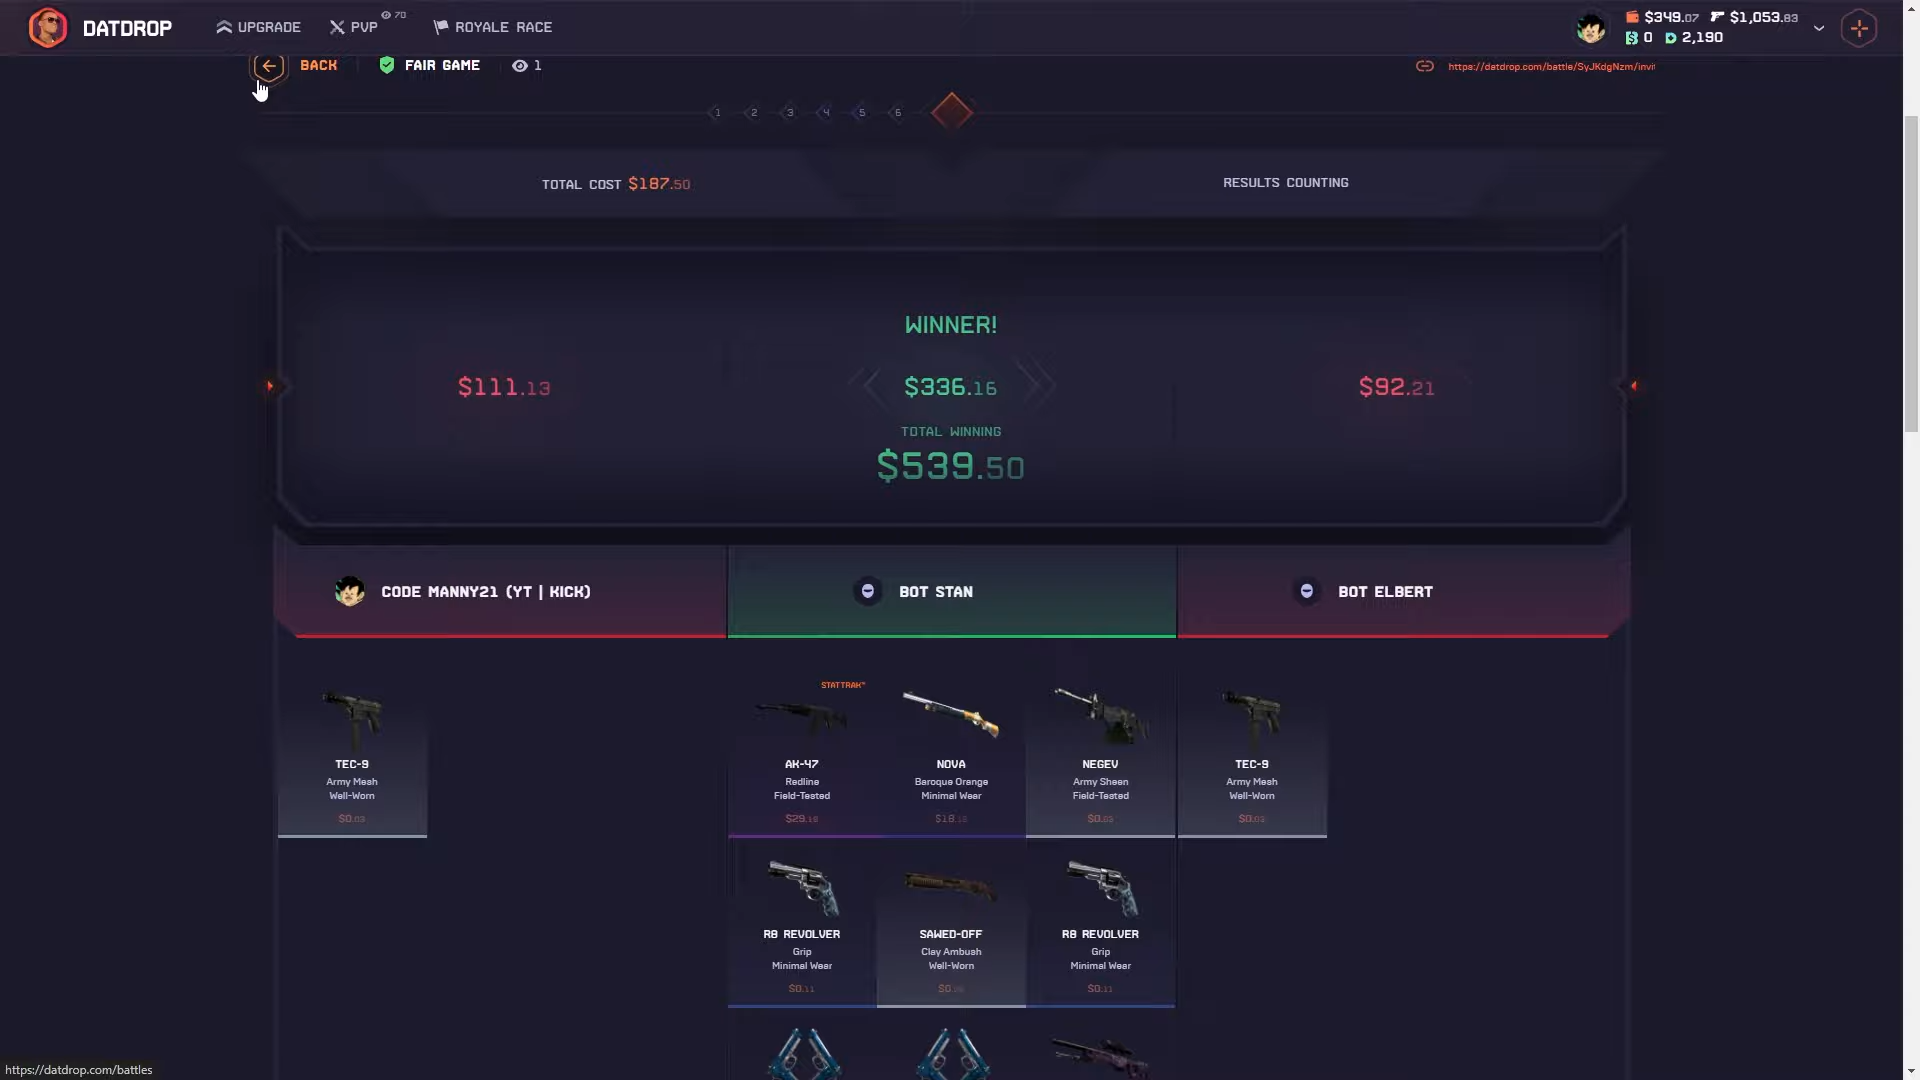 DATDROP
UPGRADE
PVP
70
ROYALE RACE
$349.07
$1,053.83
0
2,190
BACK
FAIR GAME
1
https://datdrop.com/battle/SyJKdgNzm/invi
1
2
3
4
5
6
TOTAL COST $187.50
RESULTS COUNTING
WINNER!
$111.13
$336.16
$92.21
TOTAL WINNING
$539.50
CODE MANNY21 (YT | KICK)
BOT STAN
BOT ELBERT
STATTRAK™
TEC-9
Army Mesh
Well-Worn
$0.03
AK-47
Redline
Field-Tested
NOVA
Baroque Orange
Minimal Wear
NEGEV
Army Sheen
Field-Tested
$0.03
TEC-9
Army Mesh
Well-Worn
$0.03
R8 REVOLVER
Grip
Minimal Wear
$0.11
SAWED-OFF
Clay Ambush
Well-Worn
R8 REVOLVER
Grip
Minimal Wear
$0.11
https://datdrop.com/battles